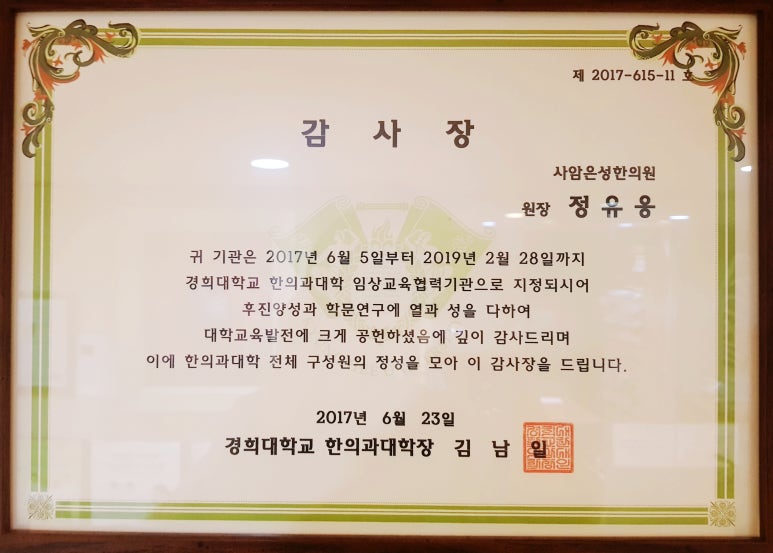 제 2017-615-11 호
감 사 장
사암은성한의원
원장 정유옹
귀 기관은 2017년 6월 5일부터 2019년 2월 28일까지
경희대학교 한의과대학 임상교육협력기관으로 지정되시어
후진양성과 학문연구에 열과 성을 다하여
대학교육발전에 크게 공헌하셨음에 깊이 감사드리며
이에 한의과대학 전체 구성원의 정성을 모아 이 감사장을 드립니다.
2017년 6월 23일
경희대학교 한의과대학장 김 남 일